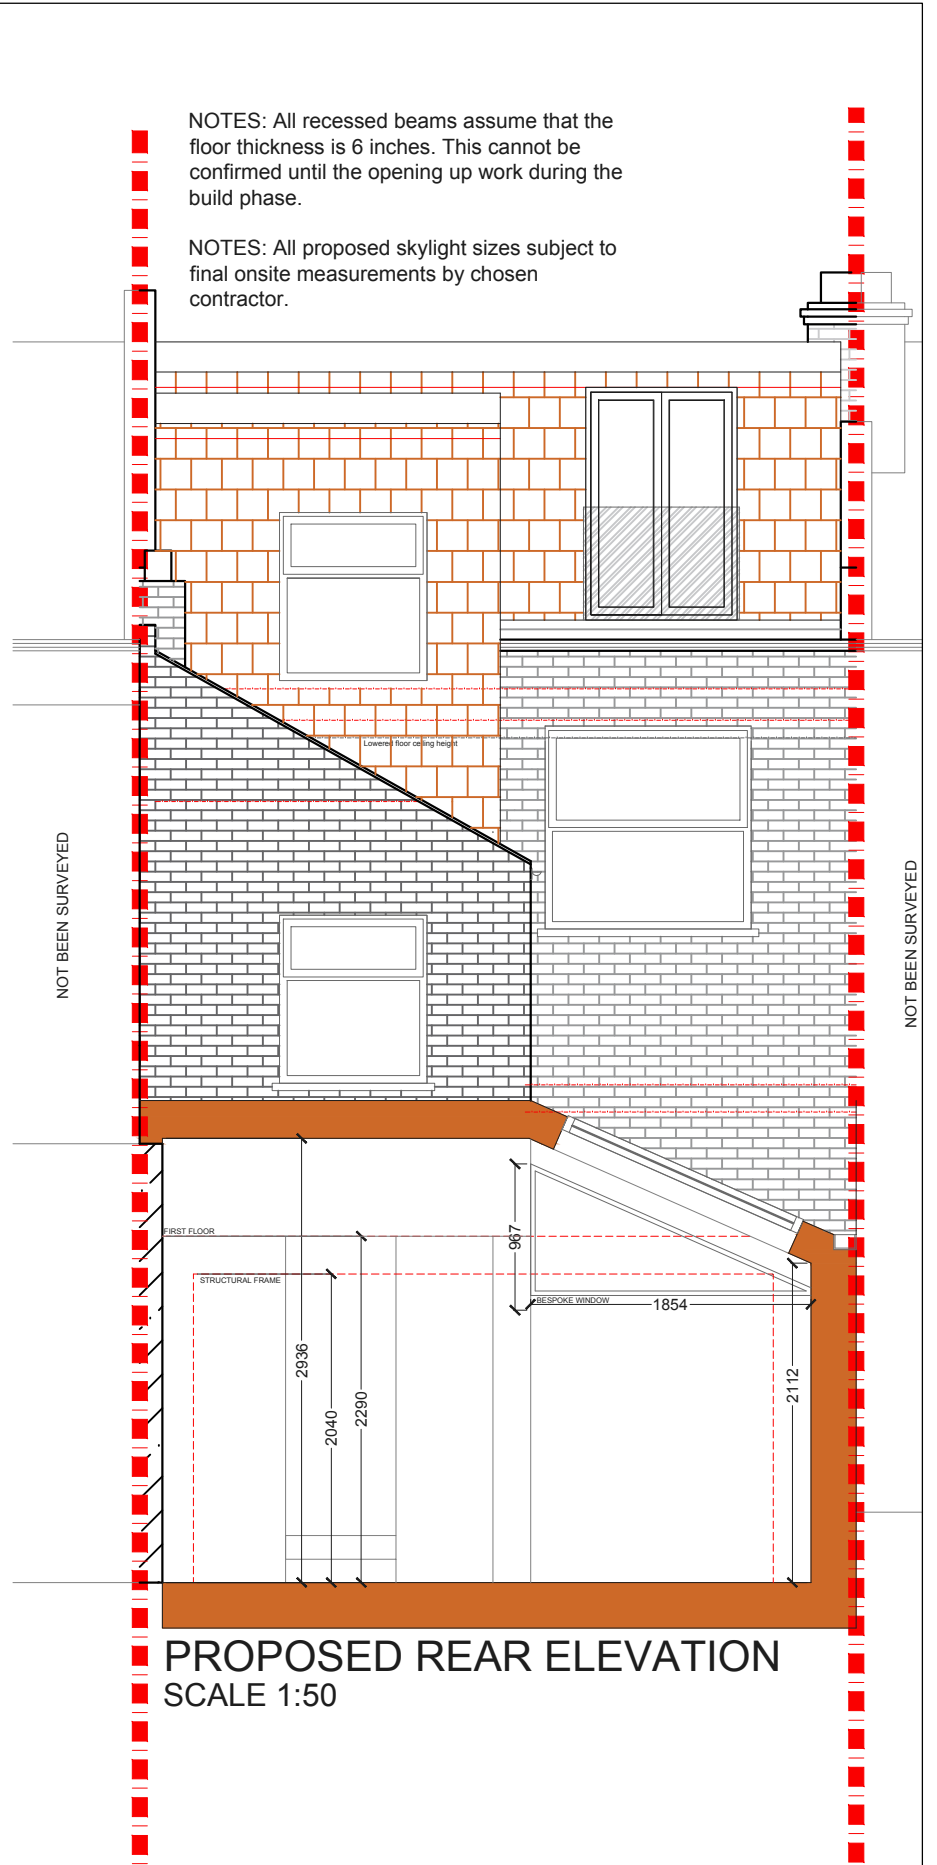 NOTES: All recessed beams assume that the
floor thickness is 6 inches. This cannot be
confirmed until the opening up work during the
build phase.
NOTES: All proposed skylight sizes subject to
final onsite measurements by chosen
contractor.
Lowered floor ceiling height
NOT BEEN SURVEYED
NOT BEEN SURVEYED
FIRST FLOOR
STRUCTURAL FRAME
967
BESPOKE WINDOW
1854
2936
2040
2290
2112
PROPOSED REAR ELEVATION
SCALE 1:50